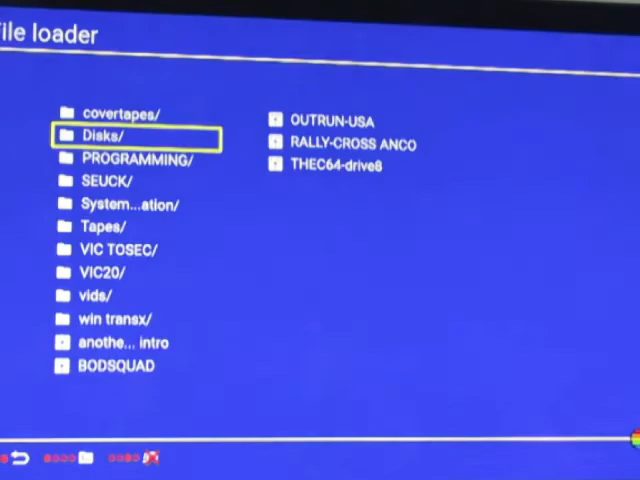 File loader
covertapes/
Disks/
PROGRAMMING/
SEUCK/
System...ation/
Tapes/
VIC TOSEC/
VIC20/
vids/
win transx/
anothe... intro
BODSQUAD
OUTRUN-USA
RALLY-CROSS ANCO
THEC64-drive8